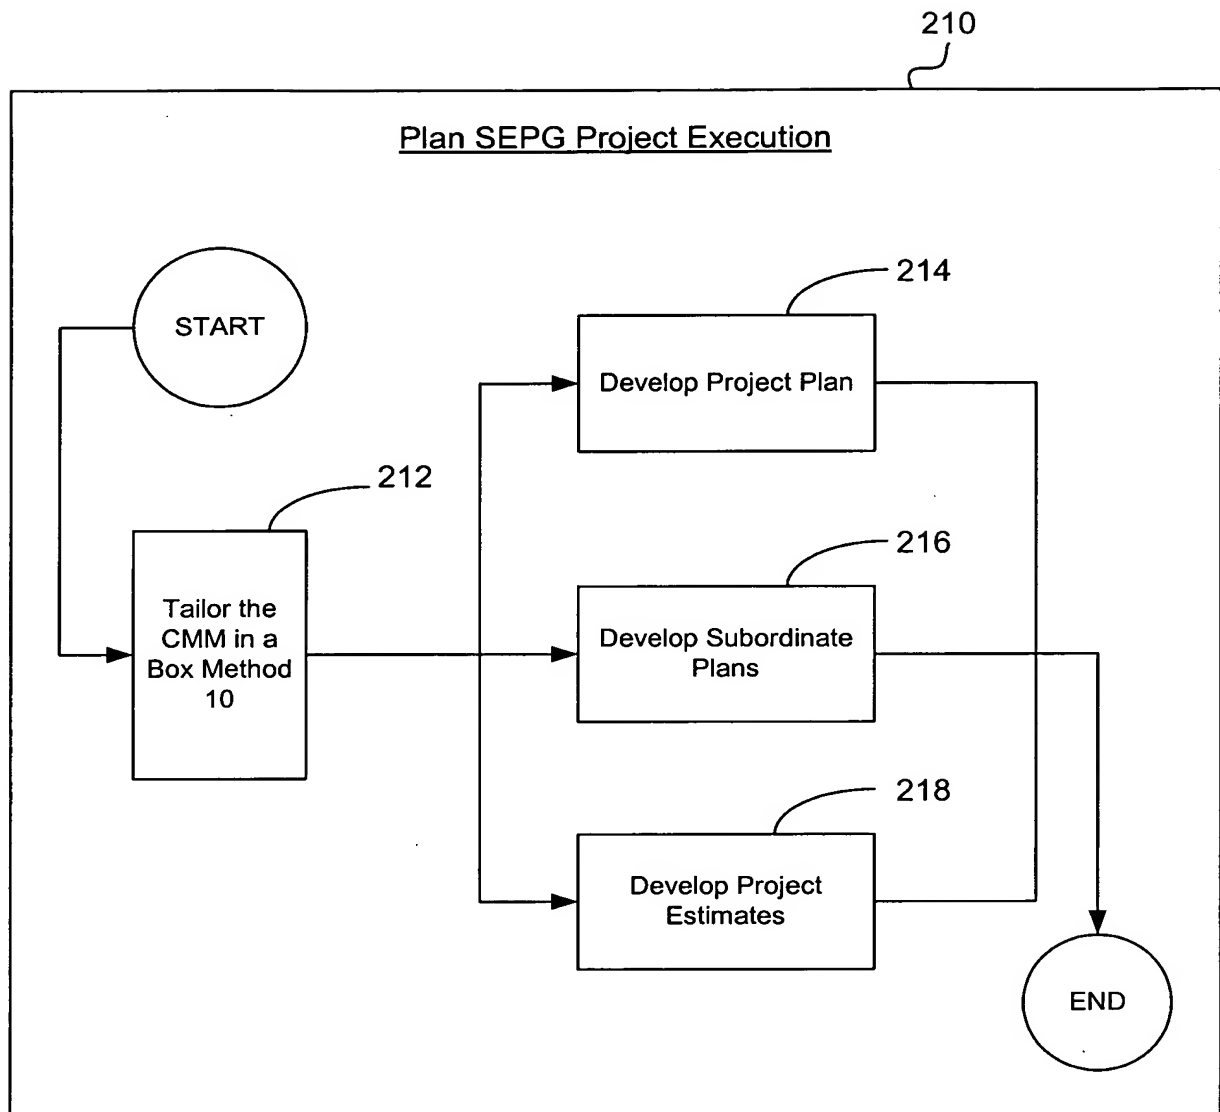 210
Plan SEPG Project Execution
START
214
Develop Project Plan
212
Tailor the
CMM in a
Box Method
10
216
Develop Subordinate
Plans
218
Develop Project
Estimates
END